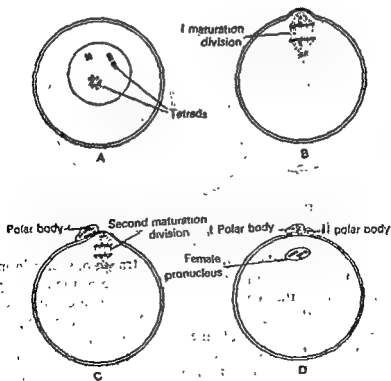 I maturation
division
Tetrads
A
B
Polar body
Second maturation
division
I Polar body
II polar body
Female
pronucleus
C
D